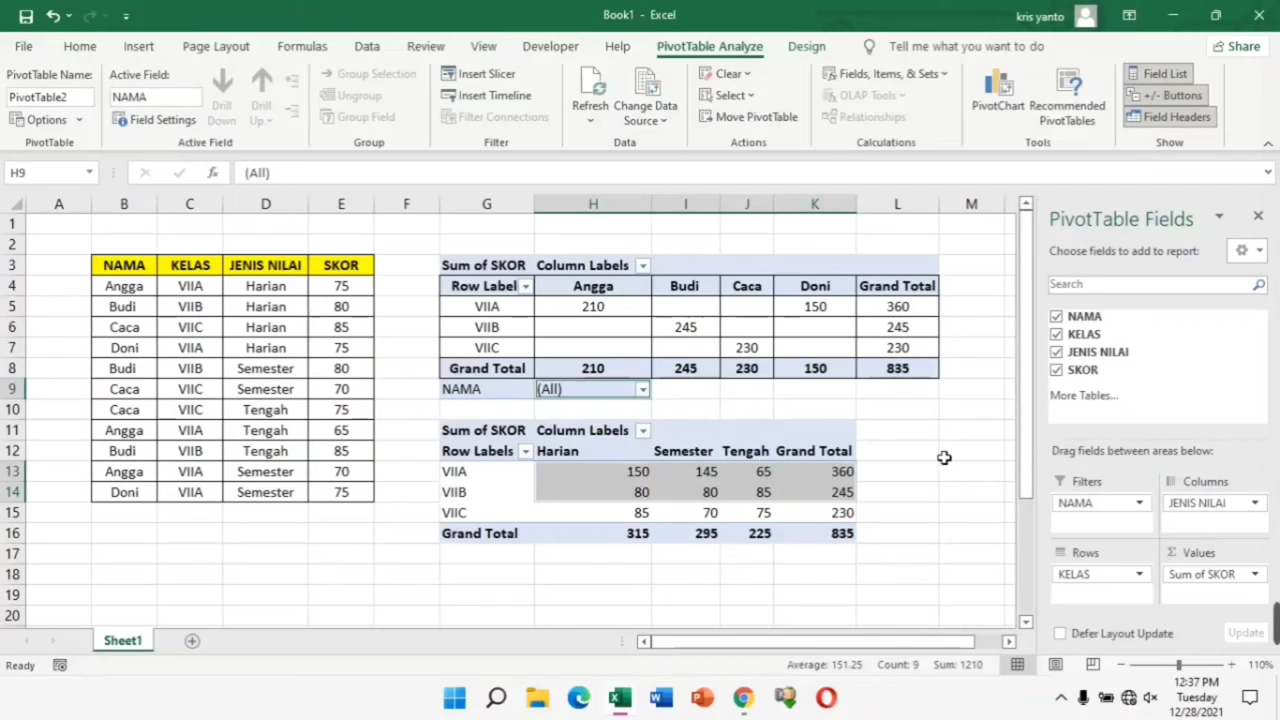 Book1 - Excel
kris yanto
File Home Insert Page Layout Formulas Data Review View Developer Help PivotTable Analyze Design Tell me what you want to do Share
PivotTable Name:
PivotTable2
Options
PivotTable
Active Field:
NAMA
Field Settings
Drill Down
Drill Up
Active Field
Group Selection
Ungroup
Group Field
Group
Insert Slicer
Insert Timeline
Filter Connections
Filter
Refresh
Change Data Source
Data
Clear
Select
Move PivotTable
Actions
Fields, Items, & Sets
OLAP Tools
Relationships
Calculations
PivotChart
Recommended PivotTables
Tools
Field List
+/- Buttons
Field Headers
Show
H9 fx (All)
A B C D E F G H I J K L M
1
2
3 NAMA KELAS JENIS NILAI SKOR Sum of SKOR Column Labels
4 Angga VIIA Harian 75 Row Label Angga Budi Caca Doni Grand Total
5 Budi VIIB Harian 80 VIIA 210 150 360
6 Caca VIIC Harian 85 VIIB 245 245
7 Doni VIIA Harian 75 VIIC 230 230
8 Budi VIIB Semester 80 Grand Total 210 245 230 150 835
9 Caca VIIC Semester 70 NAMA (All)
10 Caca VIIC Tengah 75
11 Angga VIIA Tengah 65 Sum of SKOR Column Labels
12 Budi VIIB Tengah 85 Row Labels Harian Semester Tengah Grand Total
13 Angga VIIA Semester 70 VIIA 150 145 65 360
14 Doni VIIA Semester 75 VIIB 80 80 85 245
15 VIIC 85 70 75 230
16 Grand Total 315 295 225 835
17
18
19
20
Sheet1
PivotTable Fields
Choose fields to add to report:
Search
NAMA
KELAS
JENIS NILAI
SKOR
More Tables...
Drag fields between areas below:
Filters
NAMA
Columns
JENIS NILAI
Rows
KELAS
Σ Values
Sum of SKOR
Defer Layout Update Update
Ready Average: 151.25 Count: 9 Sum: 1210 110%
12:37 PM
Tuesday
12/28/2021